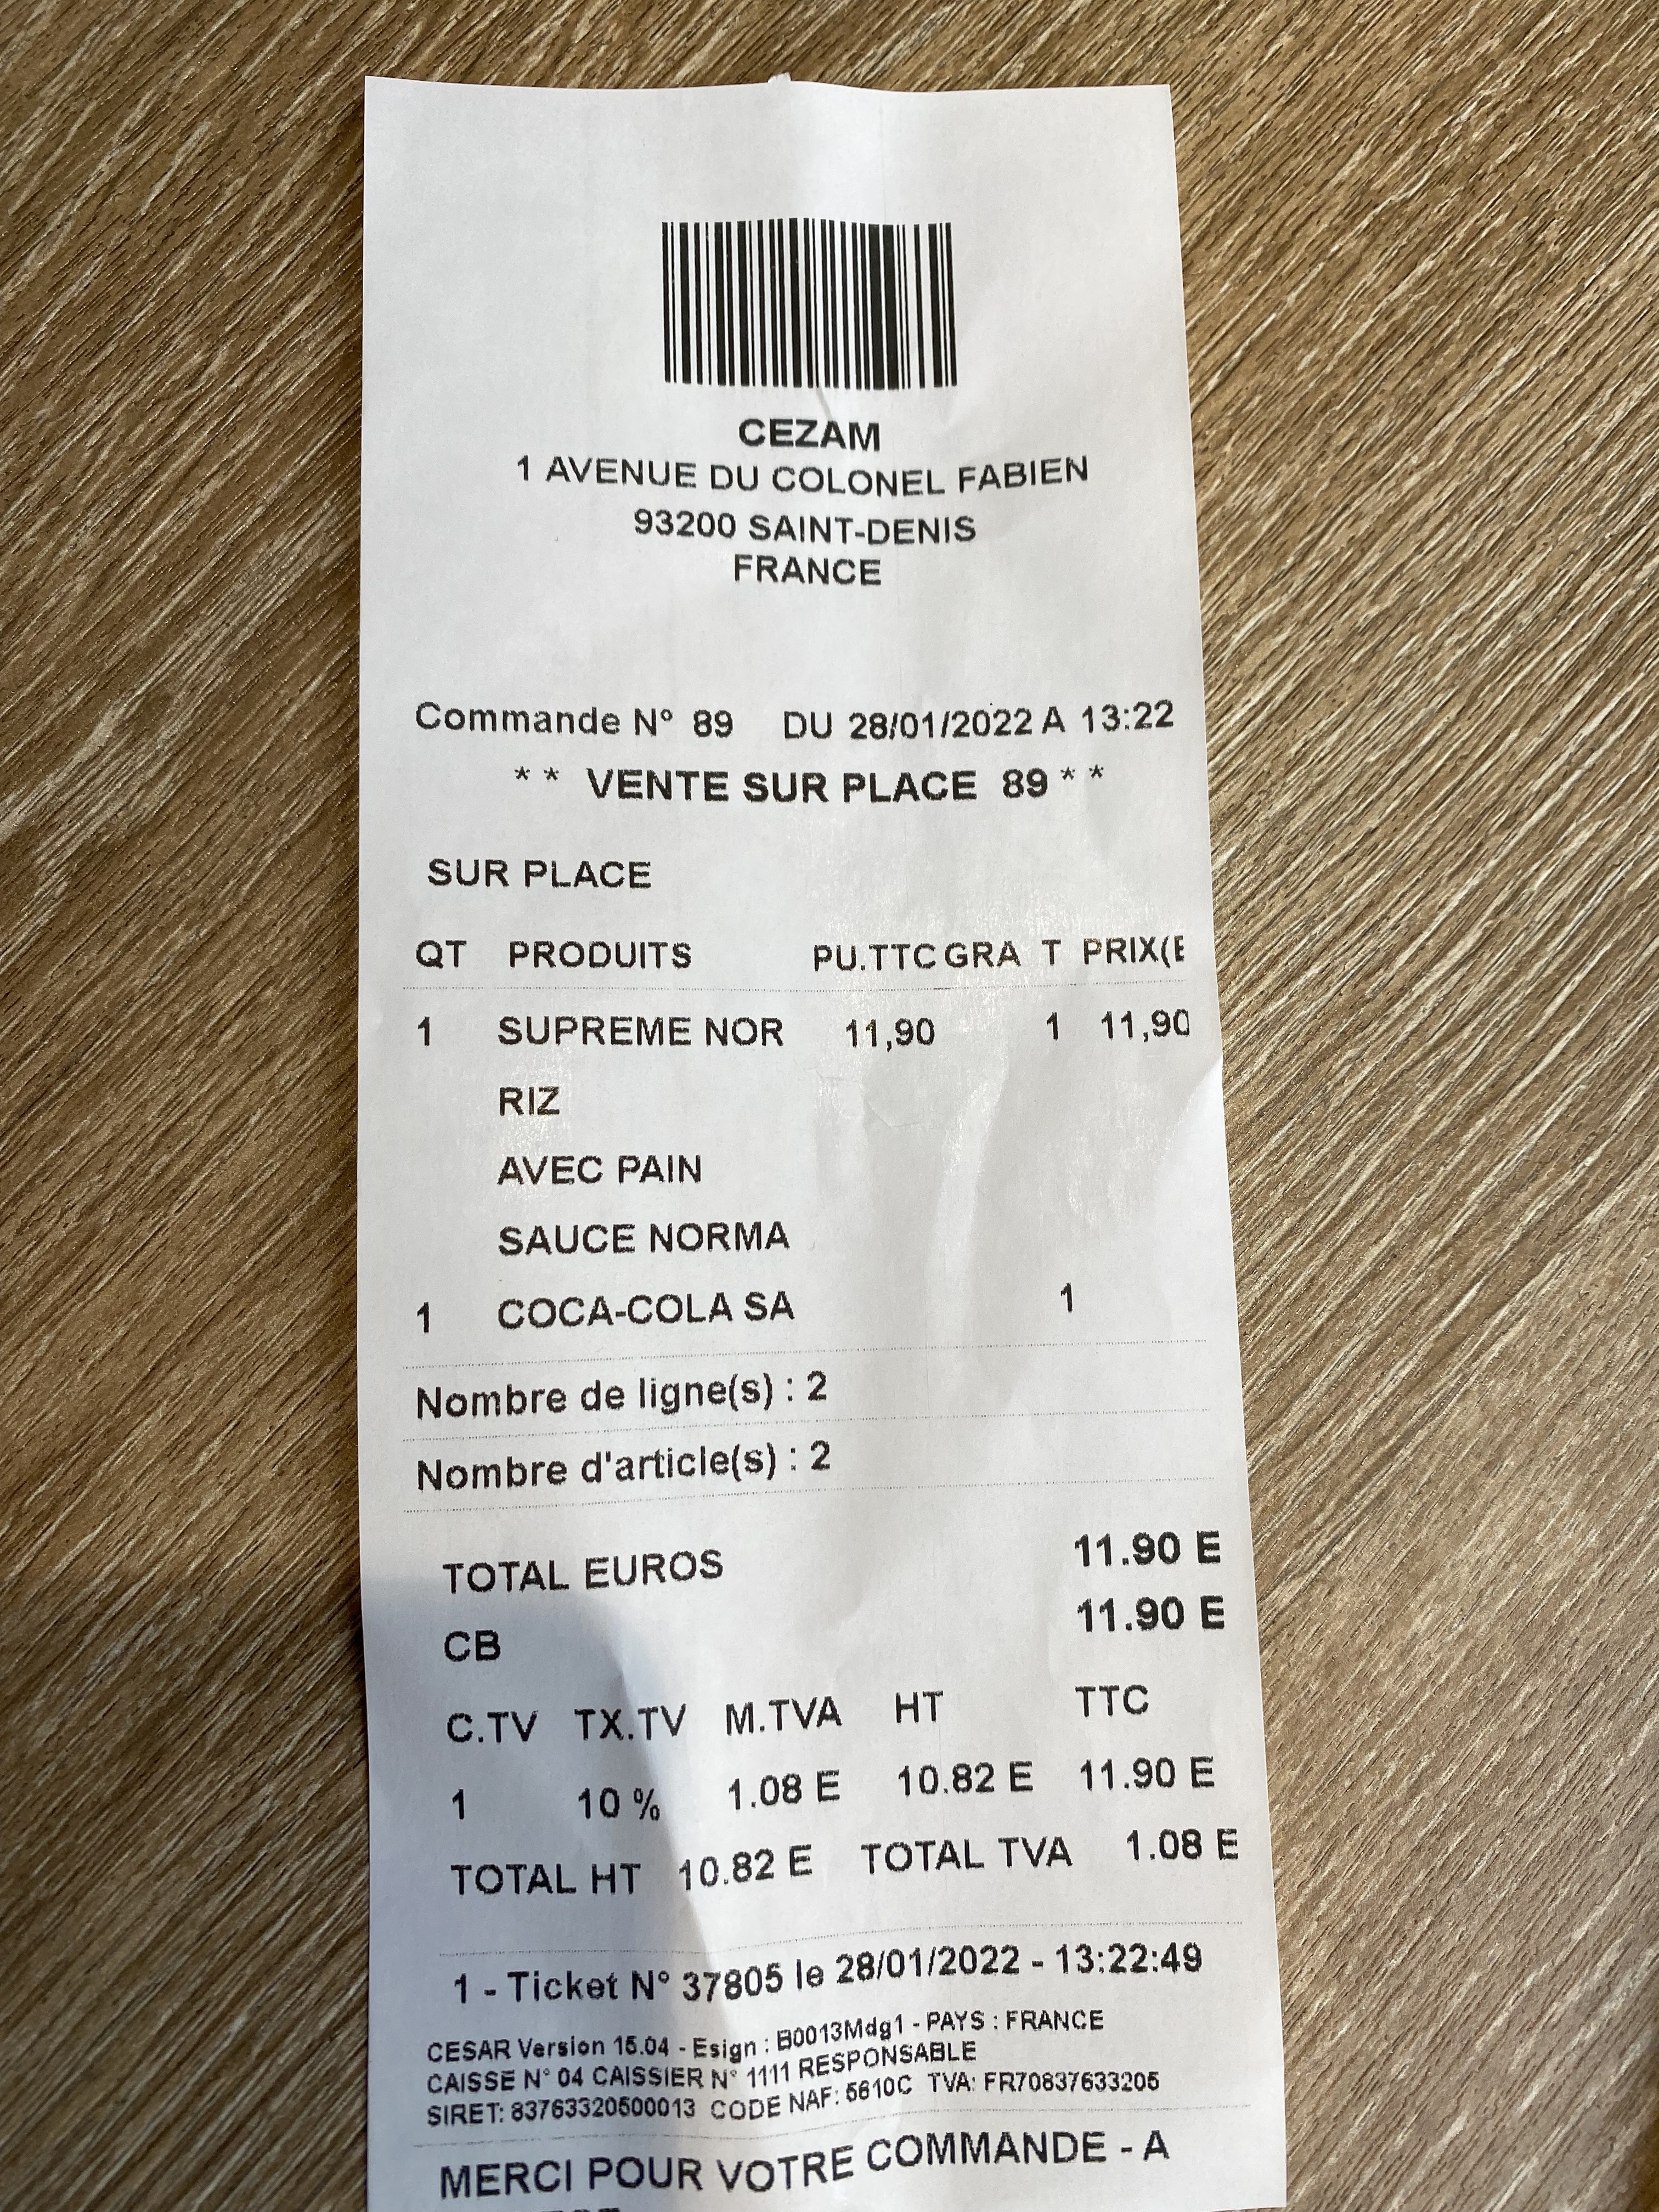 CEZAM
1 AVENUE DU COLONEL FABIEN
93200 SAINT-DENIS
FRANCE
Commande N° 89 DU 28/01/2022 A 13:22
* * VENTE SUR PLACE 89 * *
SUR PLACE
QT PRODUITS PU.TTC GRA T PRIX(E
1 SUPREME NOR 11,90 1 11,90
RIZ
AVEC PAIN
SAUCE NORMA
1 COCA-COLA SA 1
Nombre de ligne(s) : 2
Nombre d'article(s) : 2
TOTAL EUROS 11.90 E
CB 11.90 E
C.TV TX.TV M.TVA HT TTC
1 10 % 1.08 E 10.82 E 11.90 E
TOTAL HT 10.82 E TOTAL TVA 1.08 E
1 - Ticket N° 37805 le 28/01/2022 - 13:22:49
CESAR Version 15.04 - Esign : B0013Mdg1 - PAYS : FRANCE
CAISSE N° 04 CAISSIER N° 1111 RESPONSABLE
SIRET: 83763320500013 CODE NAF: 5610C TVA: FR70837633205
MERCI POUR VOTRE COMMANDE - A